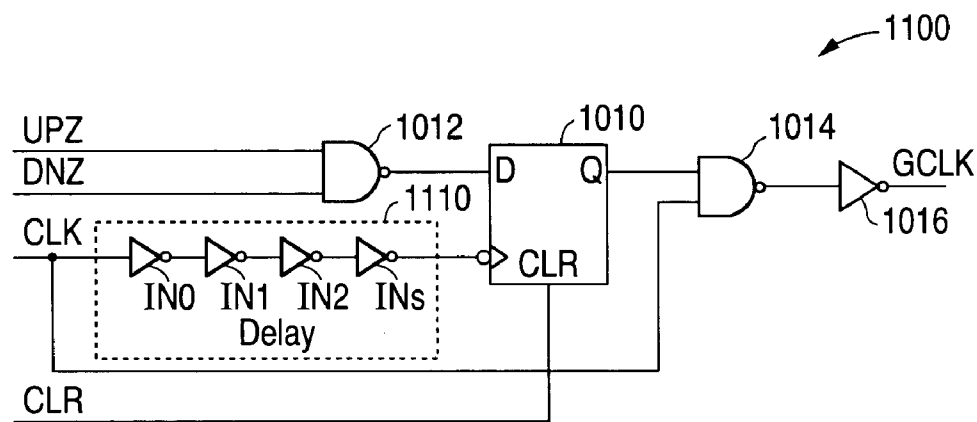 1100
UPZ
1012
1010
1014
DNZ
D
Q
GCLK
1110
1016
CLK
CLR
IN0 IN1 IN2 INs
Delay
CLR